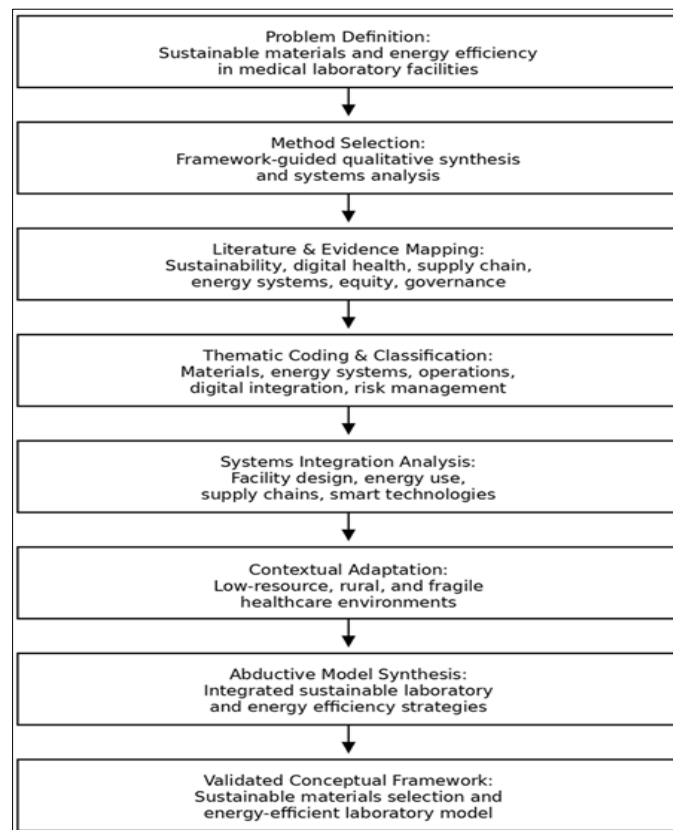 Problem Definition:
Sustainable materials and energy efficiency
in medical laboratory facilities
Method Selection:
Framework-guided qualitative synthesis
and systems analysis
Literature & Evidence Mapping:
Sustainability, digital health, supply chain,
energy systems, equity, governance
Thematic Coding & Classification:
Materials, energy systems, operations,
digital integration, risk management
Systems Integration Analysis:
Facility design, energy use,
supply chains, smart technologies
Contextual Adaptation:
Low-resource, rural, and fragile
healthcare environments
Abductive Model Synthesis:
Integrated sustainable laboratory
and energy efficiency strategies
Validated Conceptual Framework:
Sustainable materials selection and
energy-efficient laboratory model